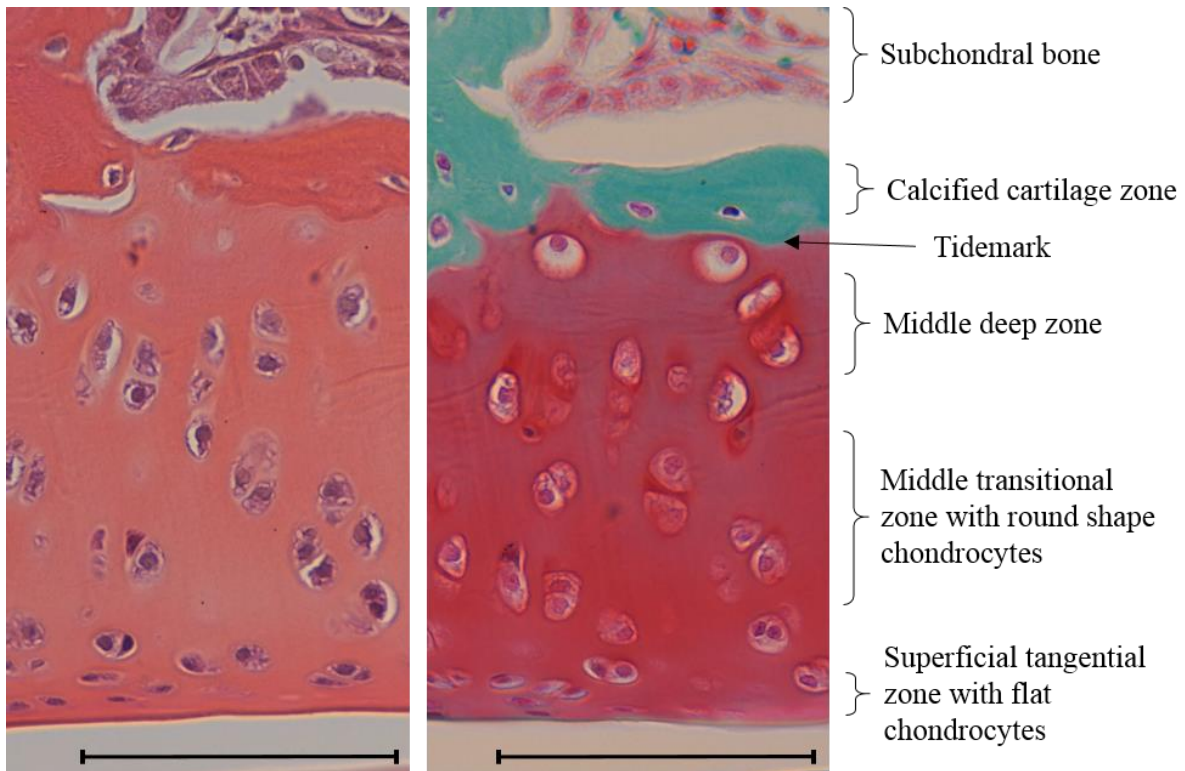 Subchondral bone
Calcified cartilage zone
Tidemark
Middle deep zone
Middle transitional
zone with round shape
chondrocytes
Superficial tangential
zone with flat
chondrocytes